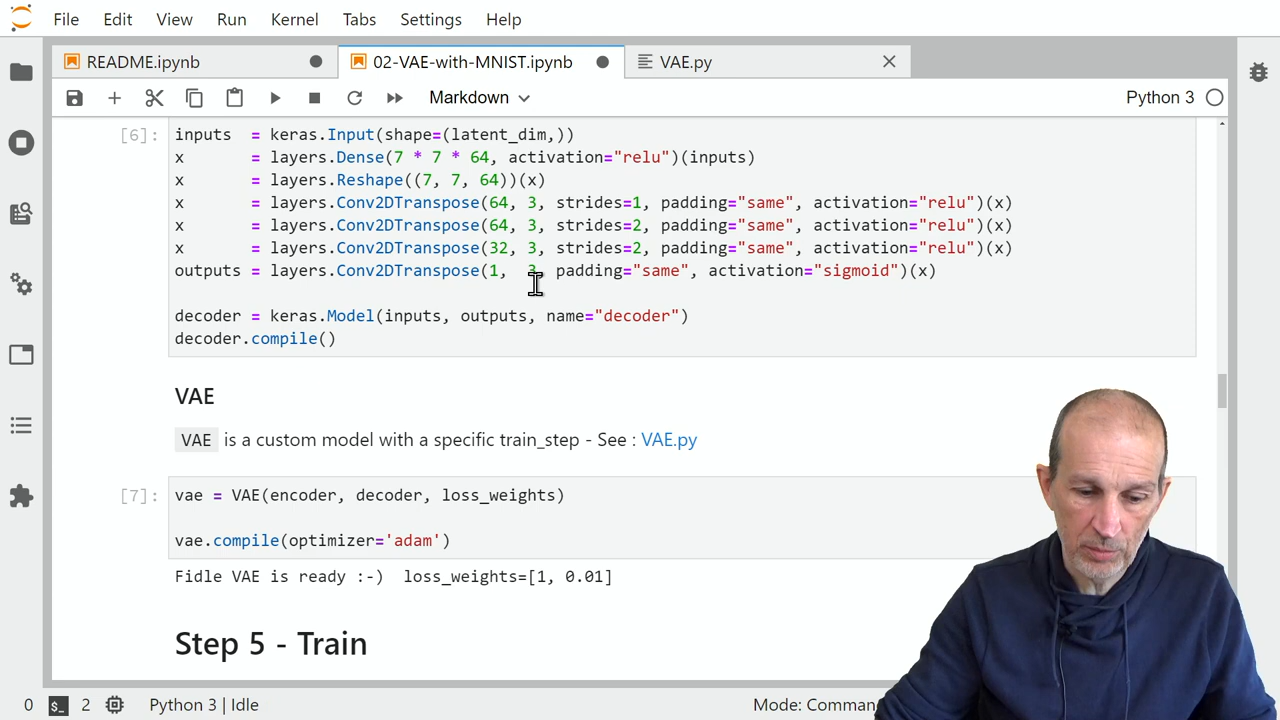 File Edit View Run Kernel Tabs Settings Help
README.ipynb 02-VAE-with-MNIST.ipynb VAE.py
Markdown Python 3
[6]: inputs = keras.Input(shape=(latent_dim,))
x = layers.Dense(7 * 7 * 64, activation="relu")(inputs)
x = layers.Reshape((7, 7, 64))(x)
x = layers.Conv2DTranspose(64, 3, strides=1, padding="same", activation="relu")(x)
x = layers.Conv2DTranspose(64, 3, strides=2, padding="same", activation="relu")(x)
x = layers.Conv2DTranspose(32, 3, strides=2, padding="same", activation="relu")(x)
outputs = layers.Conv2DTranspose(1, 3, padding="same", activation="sigmoid")(x)
decoder = keras.Model(inputs, outputs, name="decoder")
decoder.compile()
VAE
VAE is a custom model with a specific train_step - See : VAE.py
[7]: vae = VAE(encoder, decoder, loss_weights)
vae.compile(optimizer='adam')
Fidle VAE is ready :-) loss_weights=[1, 0.01]
Step 5 - Train
0 $_ 2 Python 3 | Idle Mode: Comman